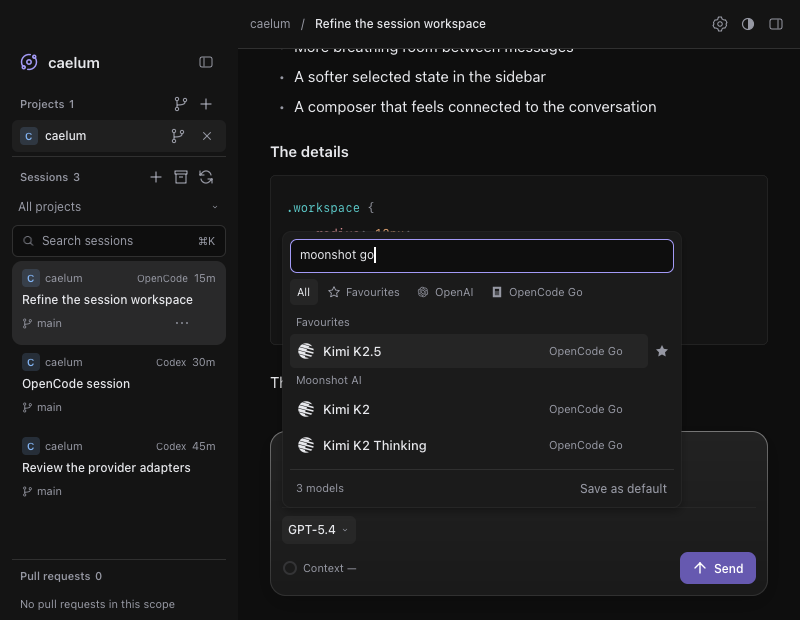 caelum / Refine the session workspace
caelum
Projects 1
C caelum
Sessions 3
All projects
Search sessions ⌘K
C caelum OpenCode 15m
Refine the session workspace
main
C caelum Codex 30m
OpenCode session
main
C caelum Codex 45m
Review the provider adapters
main
Pull requests 0
No pull requests in this scope
More breathing room between messages
• A softer selected state in the sidebar
• A composer that feels connected to the conversation
The details
.workspace {
moonshot go
All Favourites OpenAI OpenCode Go
Favourites
Kimi K2.5 OpenCode Go
Moonshot AI
Kimi K2 OpenCode Go
Kimi K2 Thinking OpenCode Go
3 models Save as default
GPT-5.4
Context —
Send